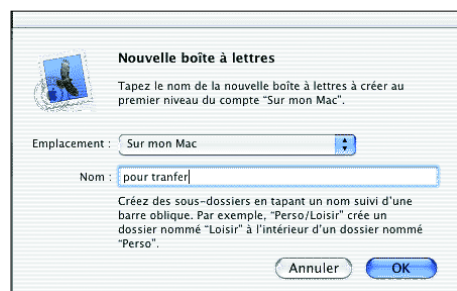 Nouvelle boîte à lettres
Tapez le nom de la nouvelle boîte à lettres à créer au
premier niveau du compte “Sur mon Mac”.
Emplacement : Sur mon Mac
Nom : pour tranfer
Créez des sous-dossiers en tapant un nom suivi d’une
barre oblique. Par exemple, “Perso/Loisir” crée un
dossier nommé “Loisir” à l’intérieur d’un dossier nommé
“Perso”.
Annuler OK